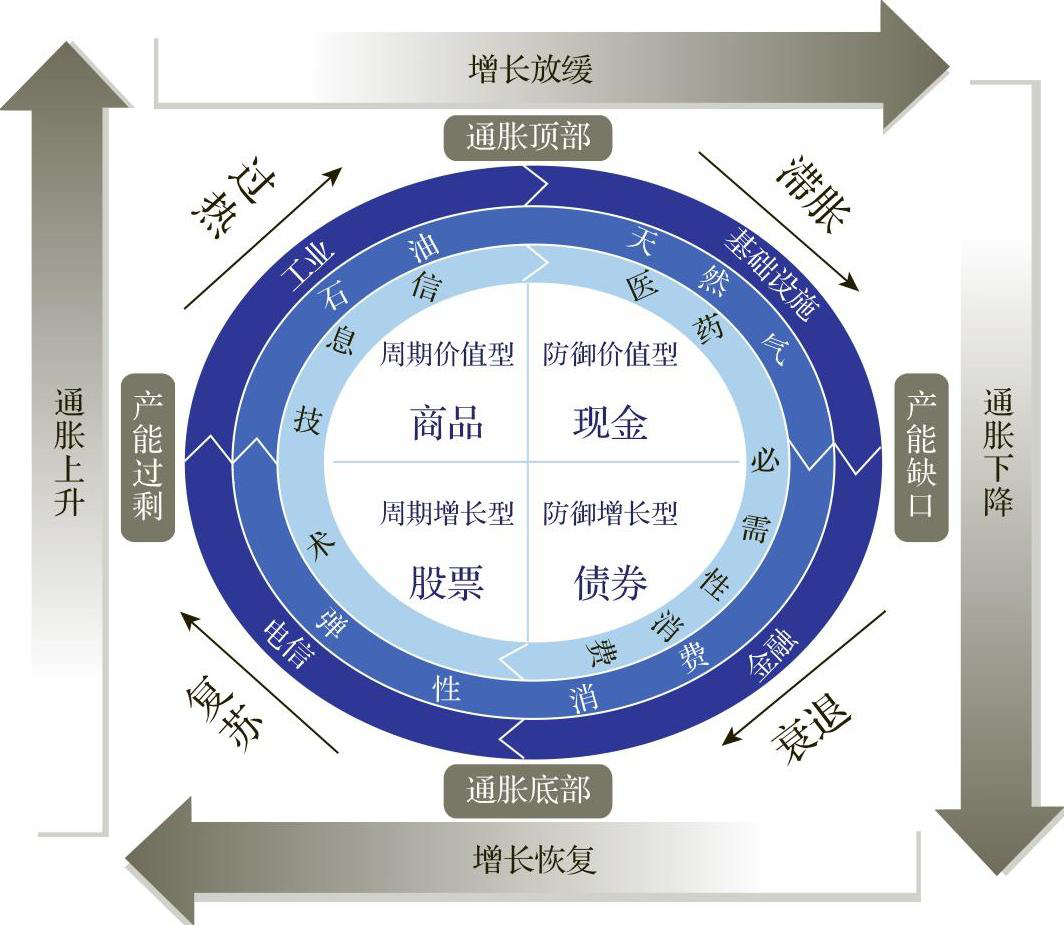 增长放缓
通胀顶部
过热
滞胀
工业
石油
天然气
基础设施
信息技术
医药
周期价值型
防御价值型
商品
现金
通胀上升
产能过剩
产能缺口
通胀下降
必需性消费
周期增长型
防御增长型
股票
债券
弹性消费
电信
金融
复苏
衰退
通胀底部
增长恢复